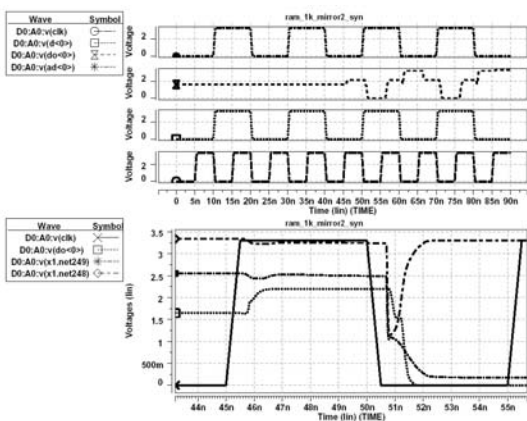 Wave Symbol
D0:A0:v(clk)
D0:A0:v(d<0>)
D0:A0:v(do<0>)
D0:A0:v(ad<0>)
ram_1k_mirror2_syn
Voltage
2
0
Voltage
2
0
Voltage
2
0
Voltage
2
0
0 5n 10n 15n 20n 25n 30n 35n 40n 45n 50n 55n 60n 65n 70n 75n 80n 85n 90n
Time (lin) (TIME)
Wave Symbol
D0:A0:v(clk)
D0:A0:v(do<0>)
D0:A0:v(x1.net249)
D0:A0:v(x1.net248)
ram_1k_mirror2_syn
Voltages (lin)
3.5
3
2.5
2
1.5
1
500m
0
44n 45n 46n 47n 48n 49n 50n 51n 52n 53n 54n 55n
Time (lin) (TIME)